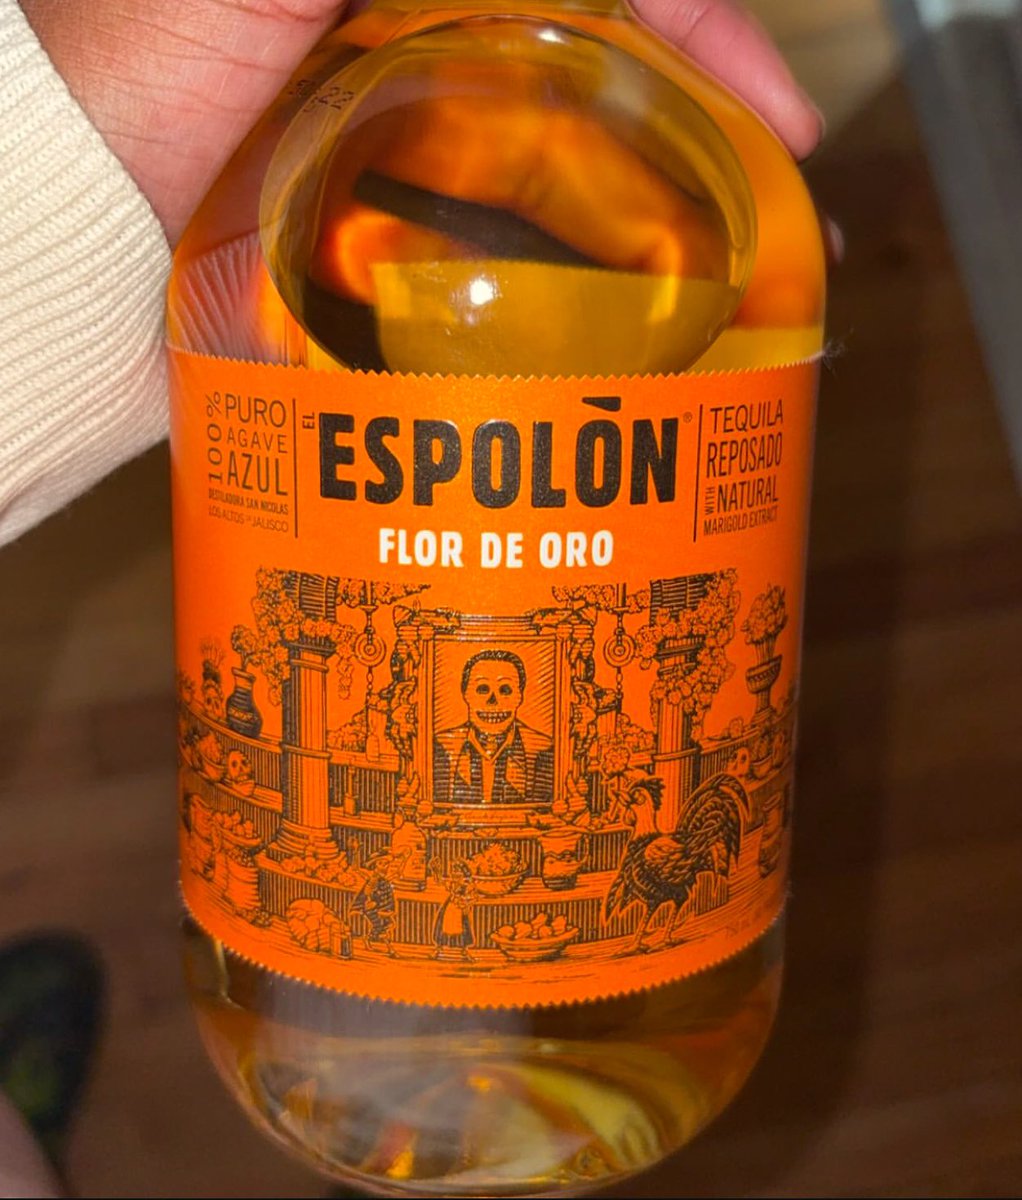 100%
PURO
AGAVE
AZUL
DESTILADORA SAN NICOLAS
LOS ALTOS DE JALISCO
EL
ESPOLÒN®
FLOR DE ORO
TEQUILA
REPOSADO
WITH NATURAL
MARIGOLD EXTRACT